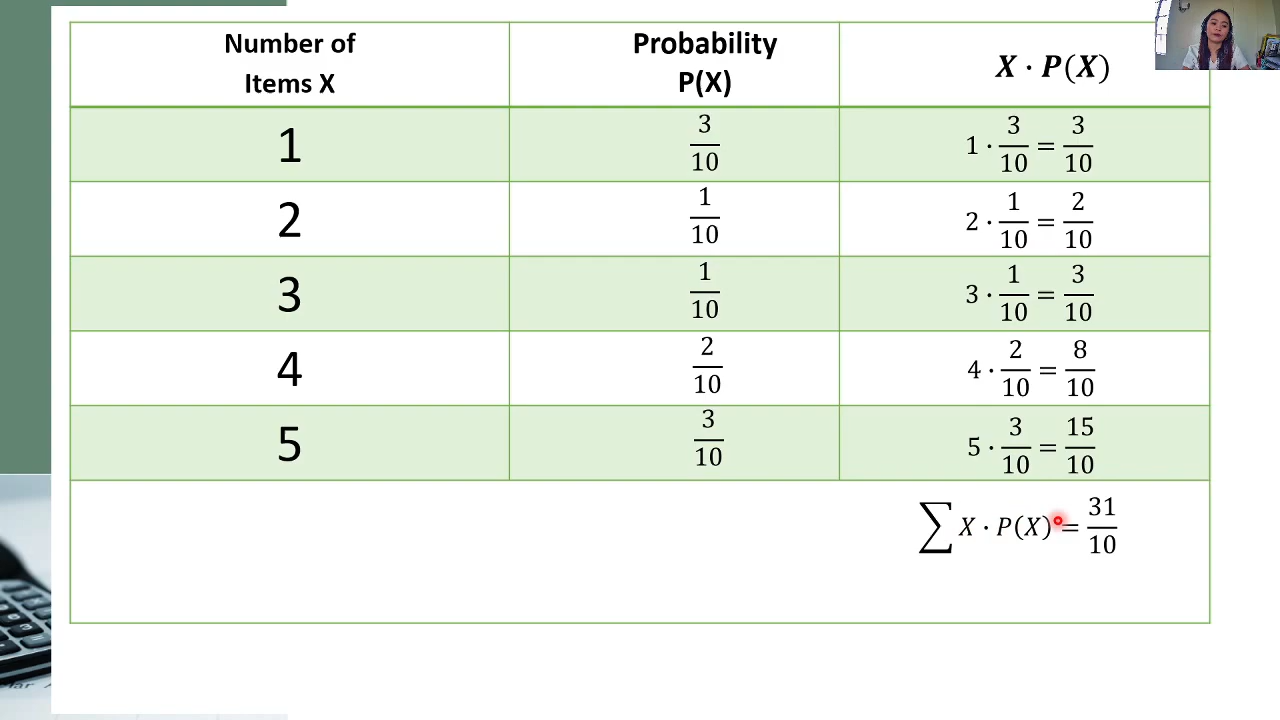 Number of
Items X
Probability
P(X)
X · P(X)
1
3/10
1 · 3/10 = 3/10
2
1/10
2 · 1/10 = 2/10
3
1/10
3 · 1/10 = 3/10
4
2/10
4 · 2/10 = 8/10
5
3/10
5 · 3/10 = 15/10
∑ X · P(X) = 31/10